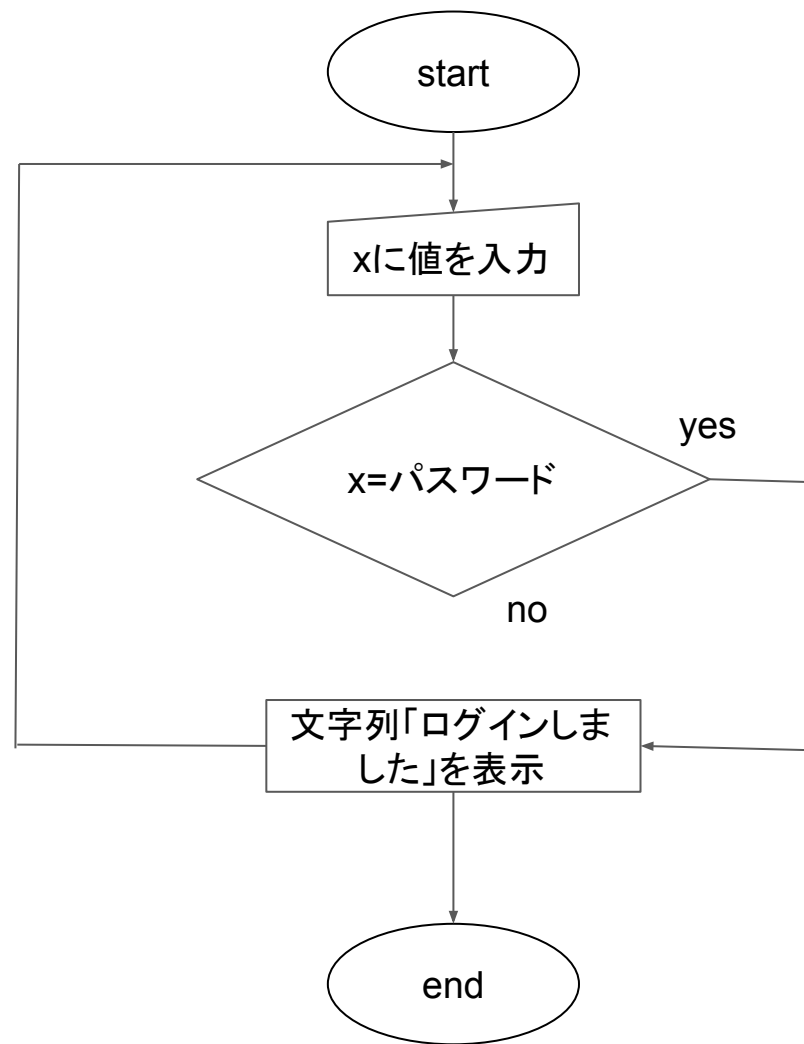 start
xに値を入力
x=パスワード
yes
no
文字列「ログインしま
した」を表示
end